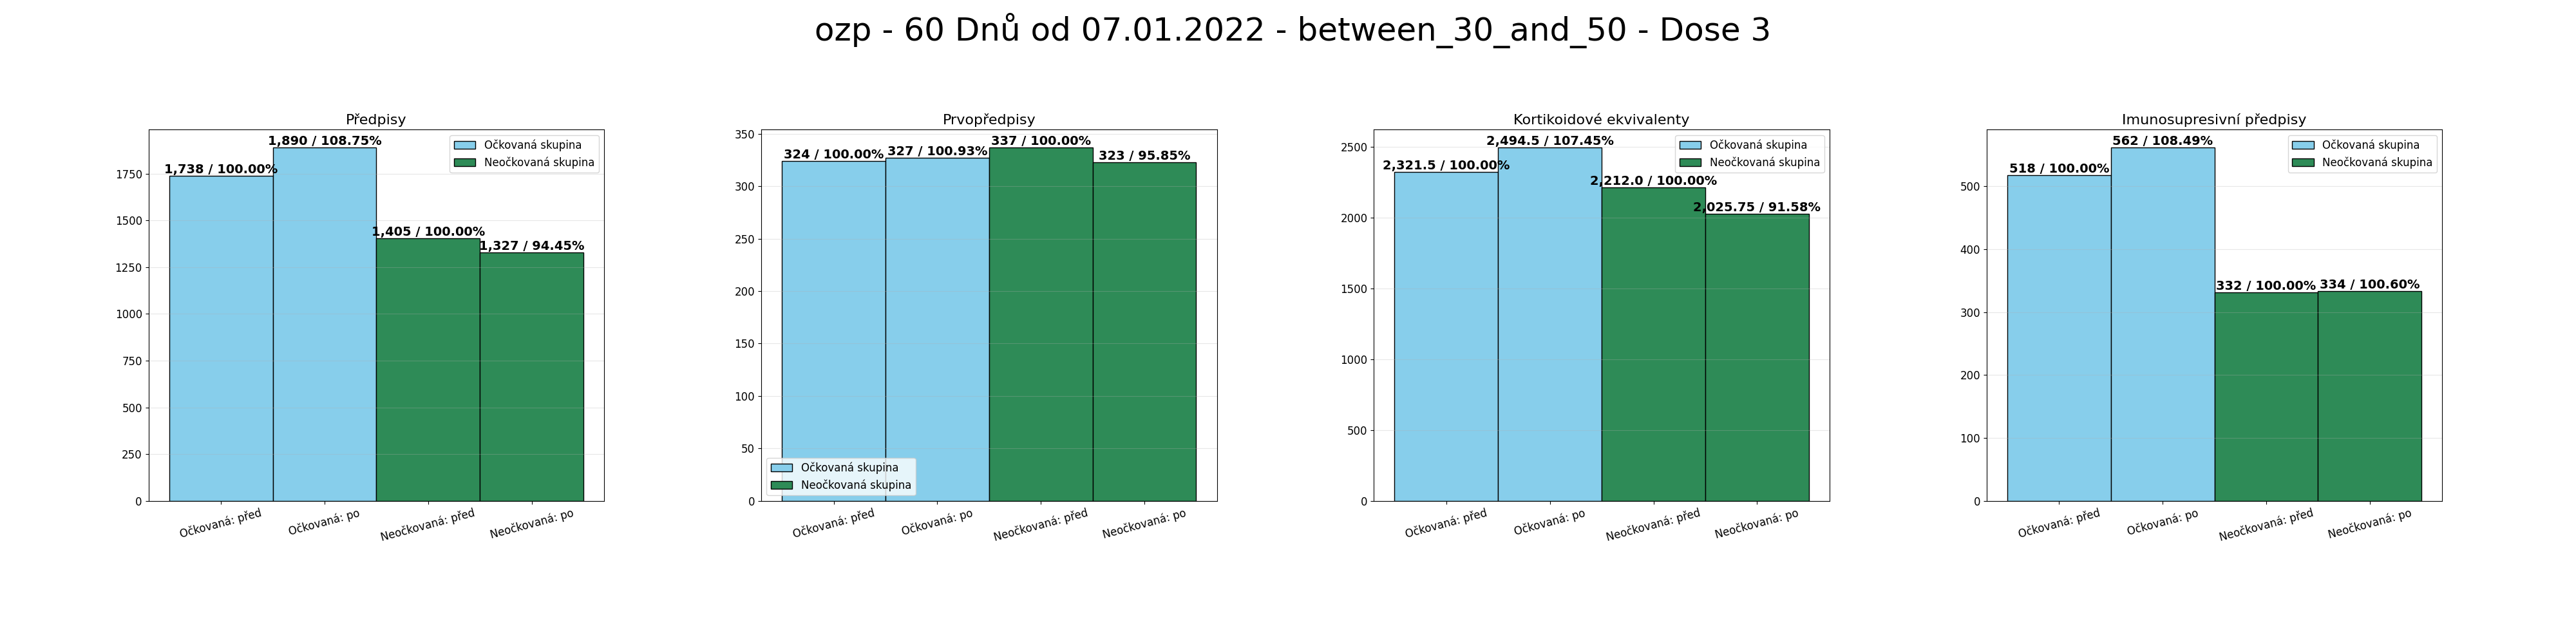 ozp - 60 Dnů od 07.01.2022 - between_30_and_50 - Dose 3
Předpisy
1,738 / 100.00%
1,890 / 108.75%
1,405 / 100.00%
1,327 / 94.45%
Očkovaná skupina
Neočkovaná skupina
1750
1500
1250
1000
750
500
250
0
Očkovaná: před
Očkovaná: po
Neočkovaná: před
Neočkovaná: po
Prvopředpisy
324 / 100.00%
327 / 100.93%
337 / 100.00%
323 / 95.85%
350
300
250
200
150
100
50
0
Očkovaná skupina
Neočkovaná skupina
Očkovaná: před
Očkovaná: po
Neočkovaná: před
Neočkovaná: po
Kortikoidové ekvivalenty
2,321.5 / 100.00%
2,494.5 / 107.45%
2,212.0 / 100.00%
2,025.75 / 91.58%
Očkovaná skupina
Neočkovaná skupina
2500
2000
1500
1000
500
0
Očkovaná: před
Očkovaná: po
Neočkovaná: před
Neočkovaná: po
Imunosupresivní předpisy
518 / 100.00%
562 / 108.49%
332 / 100.00%
334 / 100.60%
Očkovaná skupina
Neočkovaná skupina
500
400
300
200
100
0
Očkovaná: před
Očkovaná: po
Neočkovaná: před
Neočkovaná: po